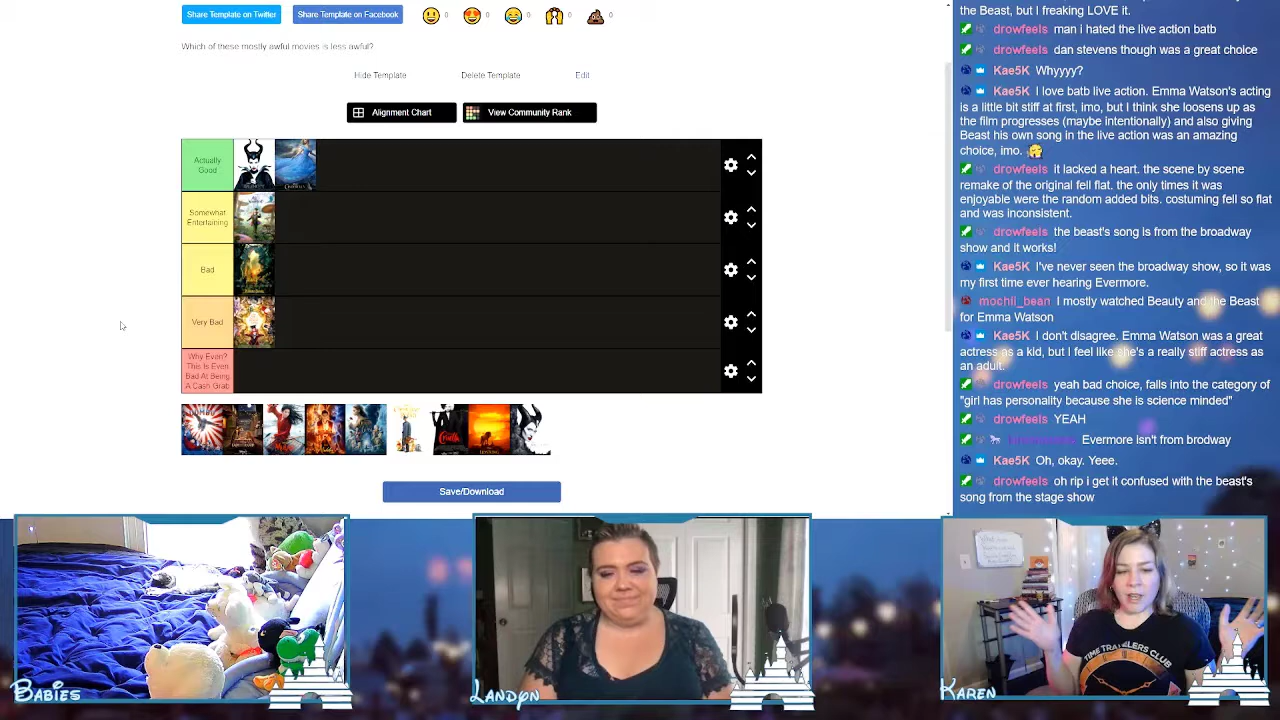 Share Template on Twitter
Share Template on Facebook
0
0
0
0
0
Which of these mostly awful movies is less awful?
Hide Template
Delete Template
Edit
Alignment Chart
View Community Rank
Actually
Good
Somewhat
Entertaining
Bad
Very Bad
Why Even?
This Is Even
Bad At Being
A Cash Grab
DUMBO
Cruella
Save/Download
the Beast, but I freaking LOVE it.
drowfeels man i hated the live action batb
drowfeels dan stevens though was a great choice
Kae5K Whyyyy?
Kae5K I love batb live action. Emma Watson's acting
is a little bit stiff at first, imo, but I think she grows as the
film progresses (maybe intentionally) and also giving
Beast his own song in the live action was an amazing
choice, imo.
drowfeels it lacked a heart. the scene by scene
remake of the original fell flat. the only times it was
enjoyable were the random added bits. costuming fell so flat
and was inconsistent.
drowfeels the beast's song is from the broadway
show and it works!
Kae5K I've never seen the broadway show, so it was
my first time ever hearing Evermore.
mochii_bean I mostly watched Beauty and the Beast
for Emma Watson
Kae5K I don't disagree. Emma Watson was a great
actress as a kid, but I feel like she's a really stiff actress as
an adult.
drowfeels yeah bad choice, falls into the category of
"girl has personality because she is science minded"
drowfeels YEAH
Evermore isn't from brodway
Kae5K Oh, okay. Yeee.
drowfeels oh rip i get it confused with the beast's
song from the stage show
BABIES
LANDYN
KAREN
TIME TRAVELERS CLUB